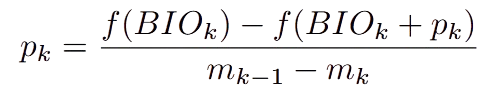 p_k = \frac{f(BIO_k) - f(BIO_k + p_k)}{m_{k-1} - m_k}